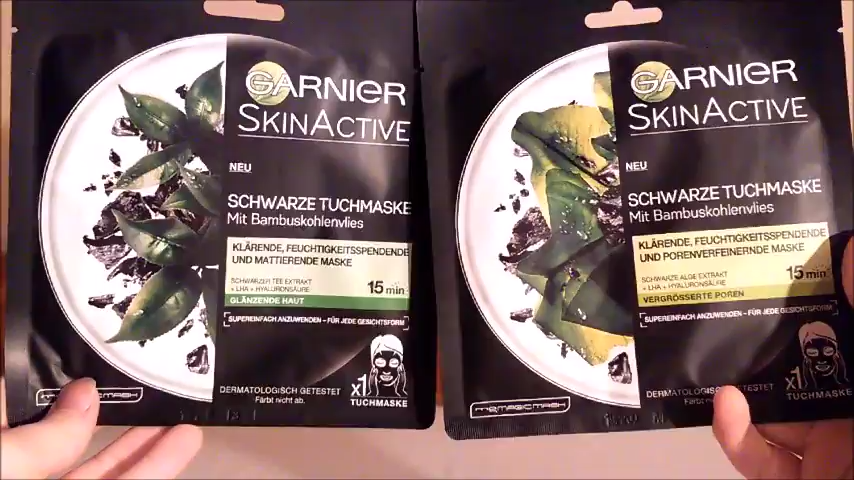 GARNIER
SKINACTIVE
NEU
SCHWARZE TUCHMASKE
Mit Bambuskohlenvlies
KLÄRENDE, FEUCHTIGKEITSSPENDENDE
UND MATTIERENDE MASKE
SCHWARZER TEE EXTRAKT
+ LHA + HYALURONSÄURE
15 min
GLÄNZENDE HAUT
[SUPEREINFACH ANZUWENDEN – FÜR JEDE GESICHTSFORM]
DERMATOLOGISCH GETESTET
Färbt nicht ab.
x1
TUCHMASKE
GARNIER
SKINACTIVE
NEU
SCHWARZE TUCHMASKE
Mit Bambuskohlenvlies
KLÄRENDE, FEUCHTIGKEITSSPENDENDE
UND PORENVERFEINERNDE MASKE
SCHWARZE ALGE EXTRAKT
+ LHA + HYALURONSÄURE
15 min
VERGRÖSSERTE POREN
[SUPEREINFACH ANZUWENDEN – FÜR JEDE GESICHTSFORM]
DERMATOLOGISCH GETESTET
Färbt nicht ab.
x1
TUCHMASKE